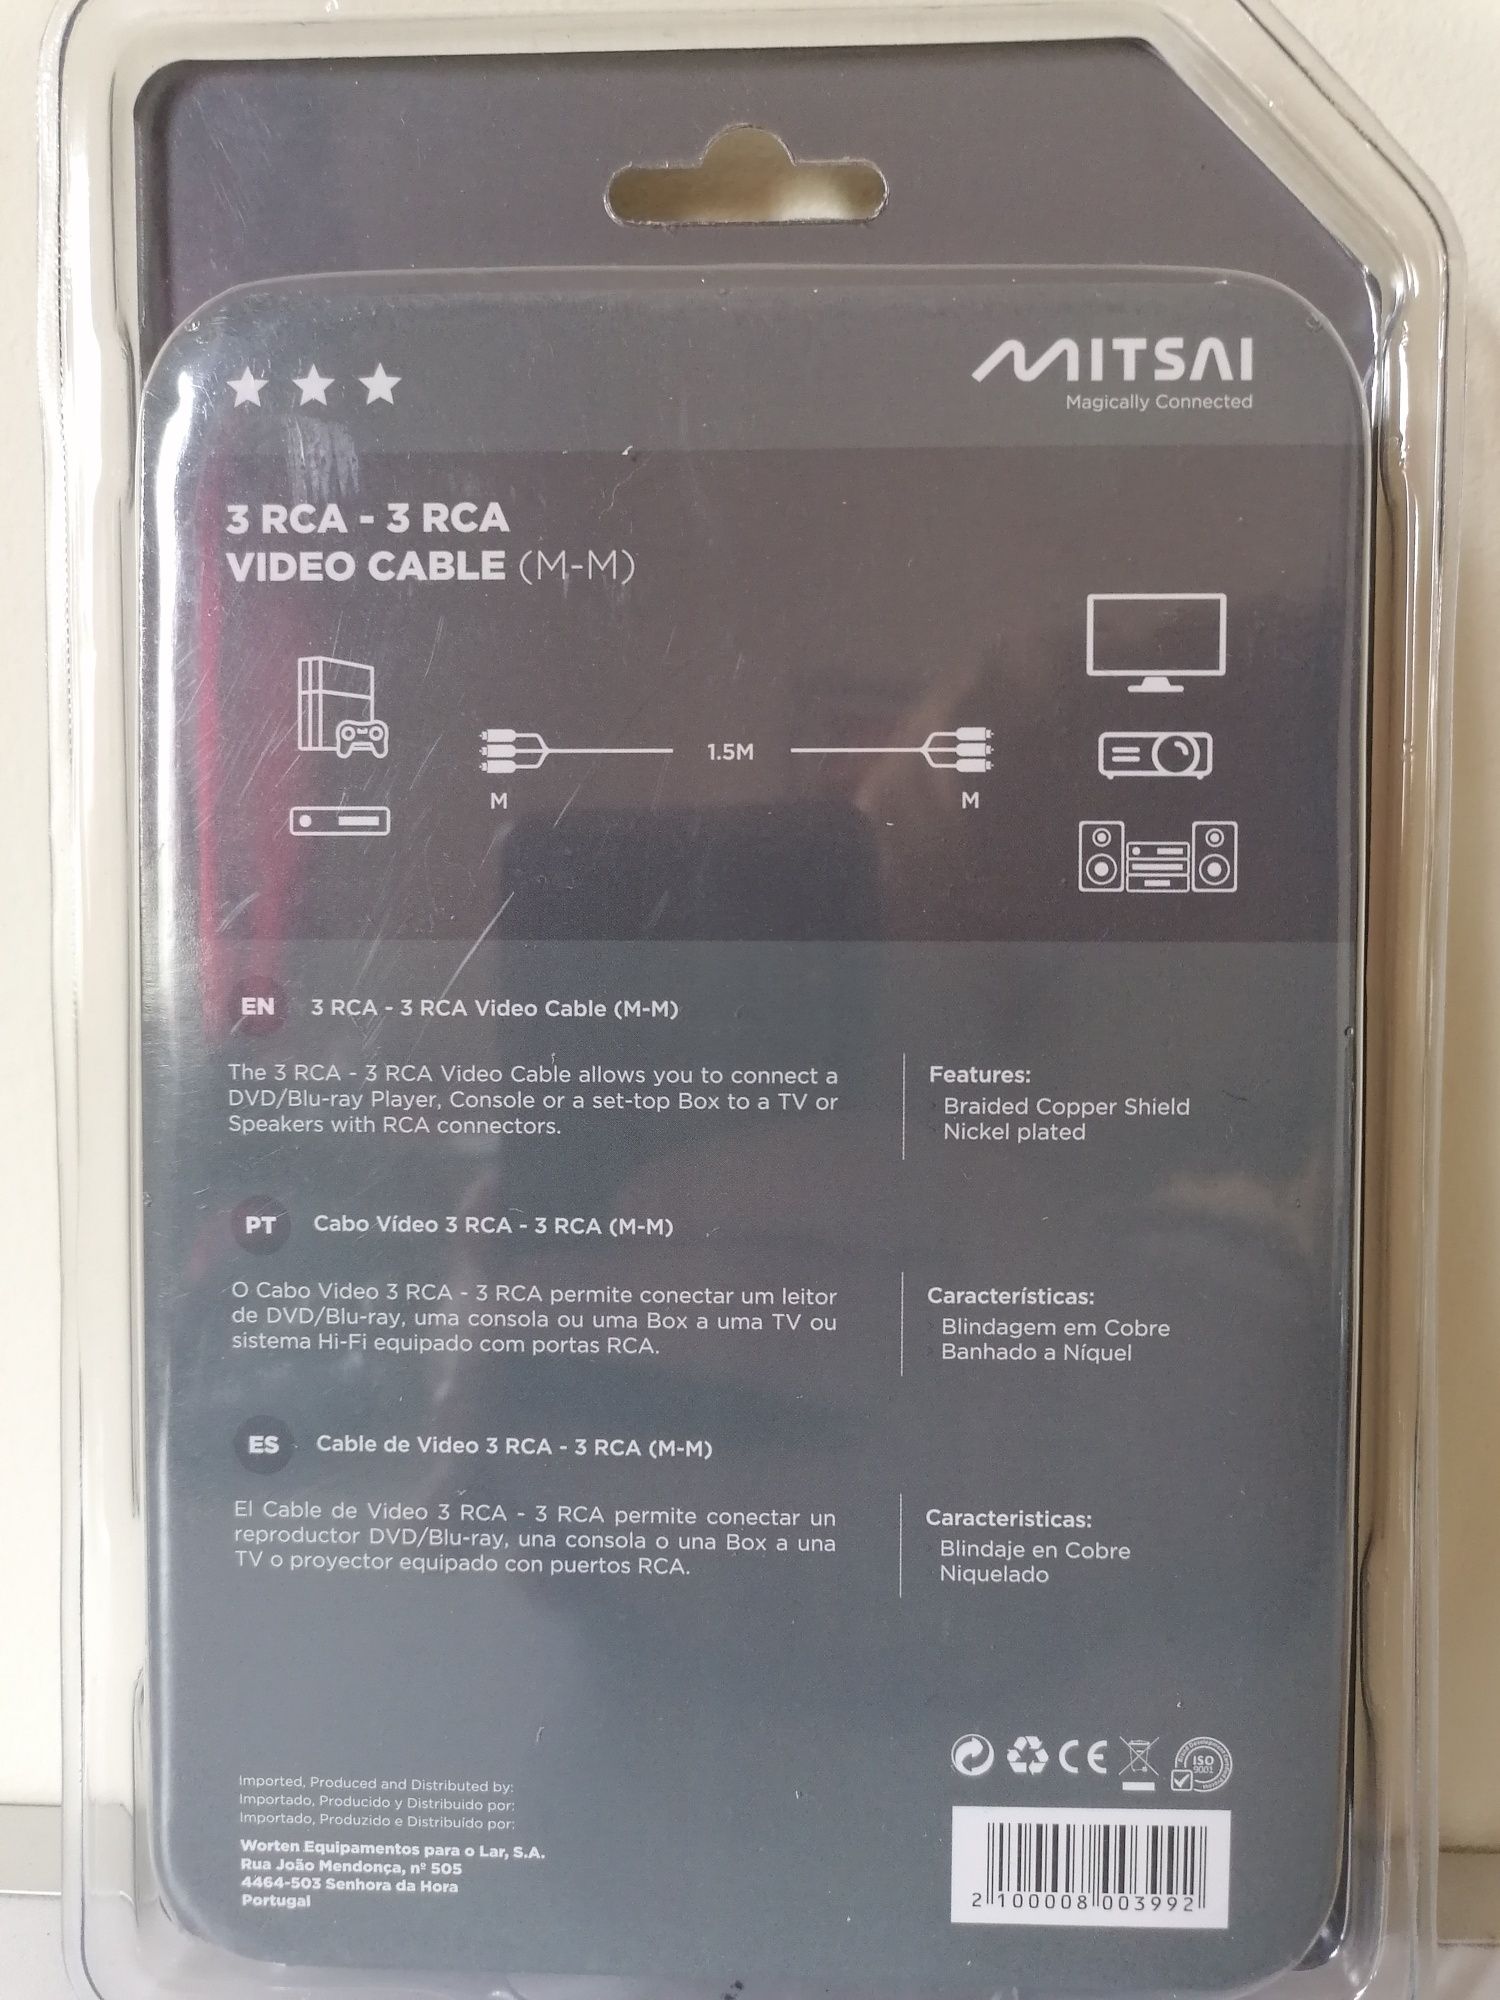 MITSAI
Magically Connected
3 RCA - 3 RCA
VIDEO CABLE (M-M)
1.5M
M
M
EN
3 RCA - 3 RCA Video Cable (M-M)
The 3 RCA - 3 RCA Video Cable allows you to connect a
DVD/Blu-ray Player, Console or a set-top Box to a TV or
Speakers with RCA connectors.
Features:
Braided Copper Shield
Nickel plated
PT
Cabo Vídeo 3 RCA - 3 RCA (M-M)
O Cabo Video 3 RCA - 3 RCA permite conectar um leitor
de DVD/Blu-ray, uma consola ou uma Box a uma TV ou
sistema Hi-Fi equipado com portas RCA.
Características:
Blindagem em Cobre
Banhado a Níquel
ES
Cable de Video 3 RCA - 3 RCA (M-M)
El Cable de Video 3 RCA - 3 RCA permite conectar un
reproductor DVD/Blu-ray, una consola o una Box a una
TV o proyector equipado con puertos RCA.
Caracteristicas:
Blindaje en Cobre
Niquelado
CE
ISO
9001
Imported, Produced and Distributed by:
Importado, Producido y Distribuido por:
Importado, Produzido e Distribuído por:
Worten Equipamentos para o Lar, S.A.
Rua João Mendonça, nº 505
4464-503 Senhora da Hora
Portugal
2 100008 003992